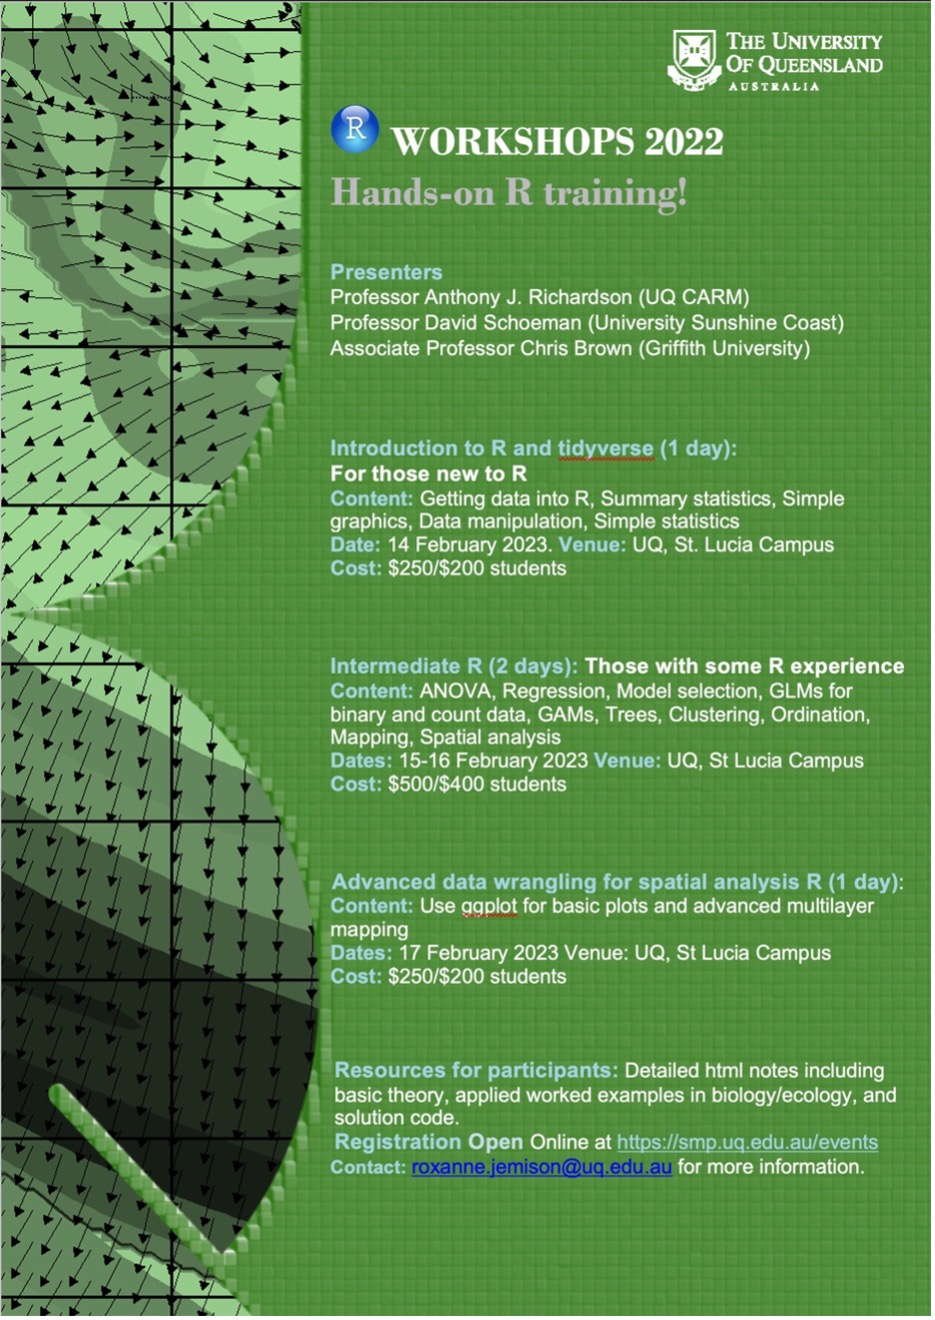 THE UNIVERSITY
OF QUEENSLAND
AUSTRALIA
R WORKSHOPS 2022
Hands-on R training!
Presenters
Professor Anthony J. Richardson (UQ CARM)
Professor David Schoeman (University Sunshine Coast)
Associate Professor Chris Brown (Griffith University)
Introduction to R and tidyverse (1 day):
For those new to R
Content: Getting data into R, Summary statistics, Simple
graphics, Data manipulation, Simple statistics
Date: 14 February 2023. Venue: UQ, St. Lucia Campus
Cost: $250/$200 students
Intermediate R (2 days): Those with some R experience
Content: ANOVA, Regression, Model selection, GLMs for
binary and count data, GAMs, Trees, Clustering, Ordination,
Mapping, Spatial analysis
Dates: 15-16 February 2023 Venue: UQ, St Lucia Campus
Cost: $500/$400 students
Advanced data wrangling for spatial analysis R (1 day):
Content: Use ggplot for basic plots and advanced multilayer
mapping
Dates: 17 February 2023 Venue: UQ, St Lucia Campus
Cost: $250/$200 students
Resources for participants: Detailed html notes including
basic theory, applied worked examples in biology/ecology, and
solution code.
Registration Open Online at https://smp.uq.edu.au/events
Contact: roxanne.jemison@uq.edu.au for more information.